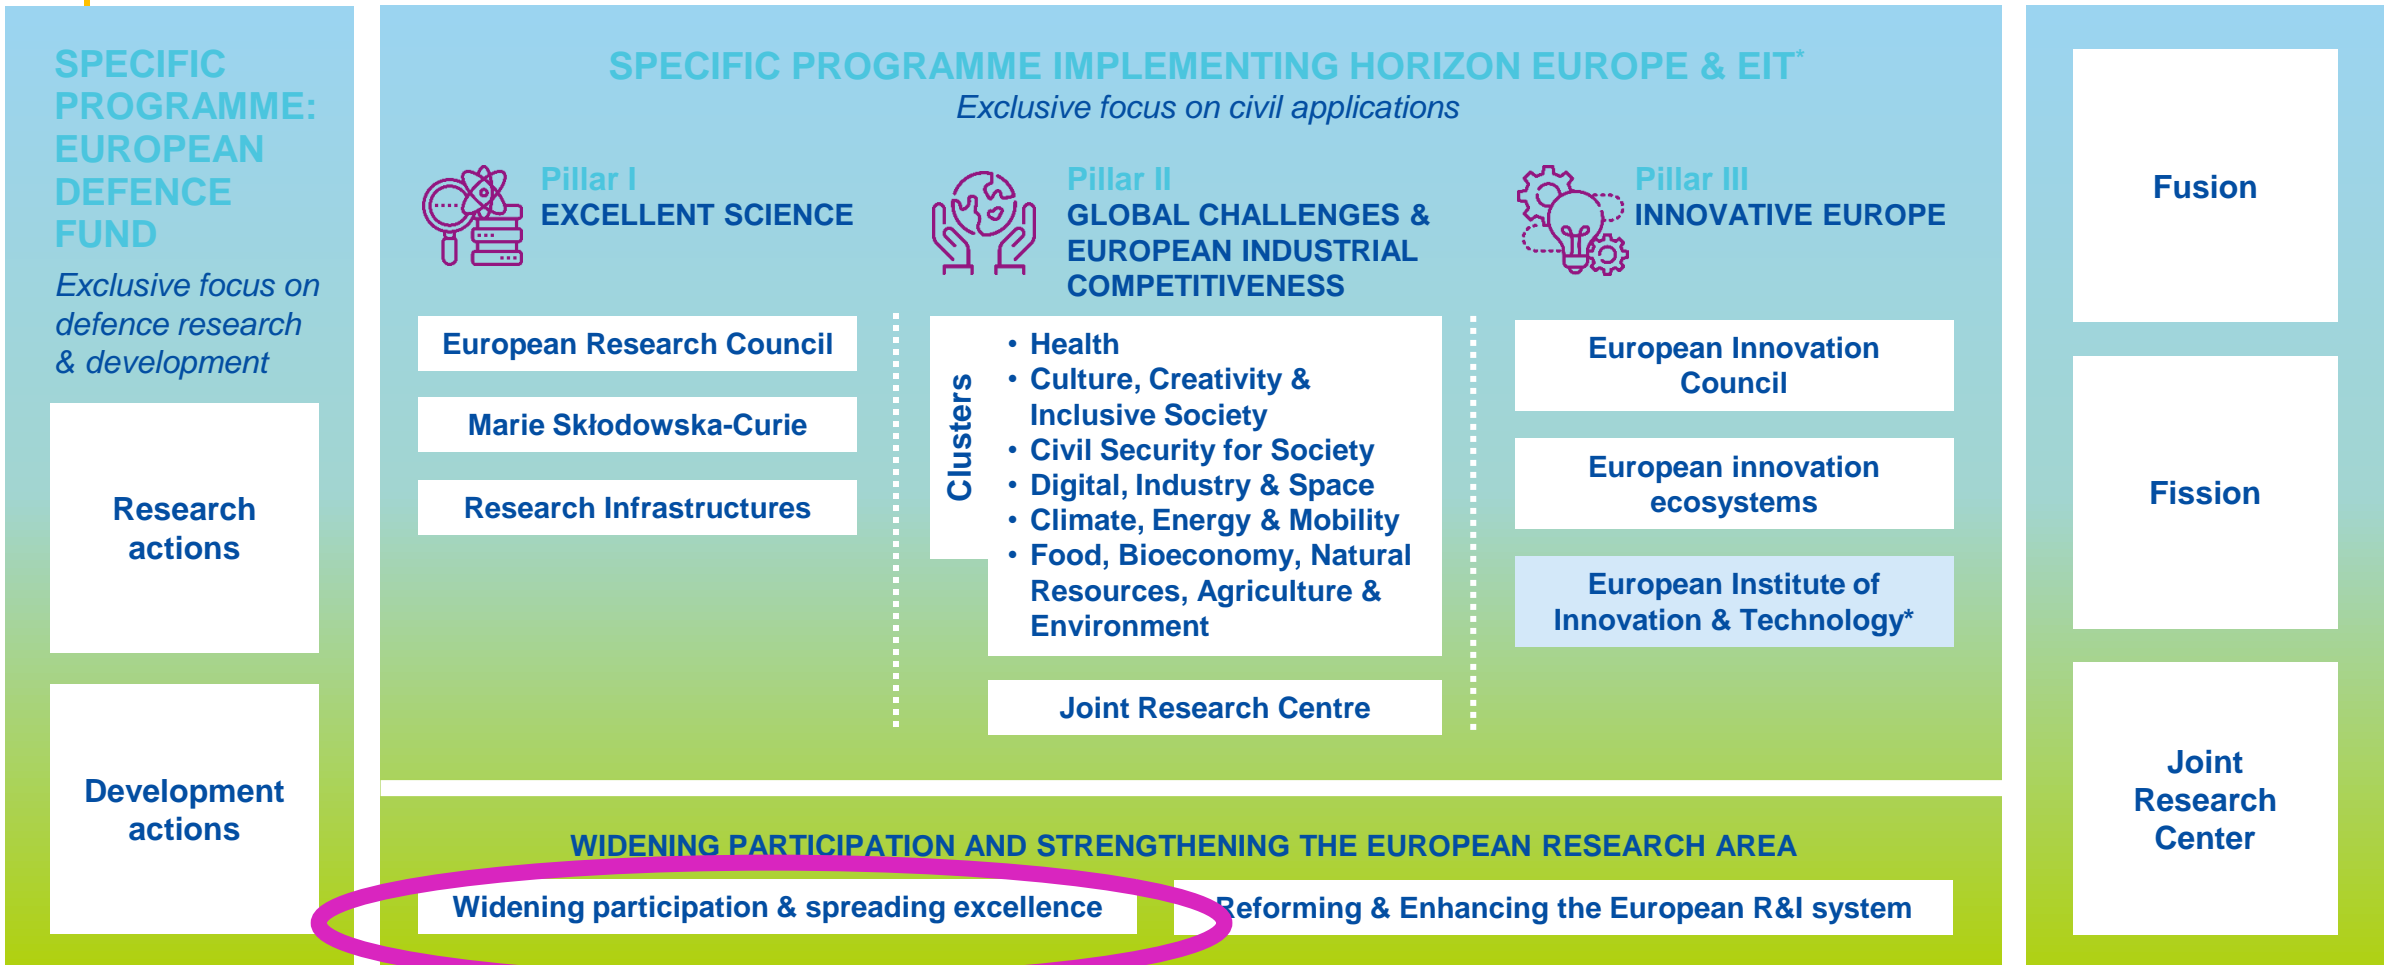 SPECIFIC
PROGRAMME:
EUROPEAN
DEFENCE
FUND
Exclusive focus on
defence research
& development
Research
actions
Development
actions
SPECIFIC PROGRAMME IMPLEMENTING HORIZON EUROPE & EIT*
Exclusive focus on civil applications
Pillar I
EXCELLENT SCIENCE
European Research Council
Marie Skłodowska-Curie
Research Infrastructures
Pillar II
GLOBAL CHALLENGES &
EUROPEAN INDUSTRIAL
COMPETITIVENESS
Clusters
• Health
• Culture, Creativity &
Inclusive Society
• Civil Security for Society
• Digital, Industry & Space
• Climate, Energy & Mobility
• Food, Bioeconomy, Natural
Resources, Agriculture &
Environment
Joint Research Centre
Pillar III
INNOVATIVE EUROPE
European Innovation
Council
European innovation
ecosystems
European Institute of
Innovation & Technology*
WIDENING PARTICIPATION AND STRENGTHENING THE EUROPEAN RESEARCH AREA
Widening participation & spreading excellence
Reforming & Enhancing the European R&I system
Fusion
Fission
Joint
Research
Center